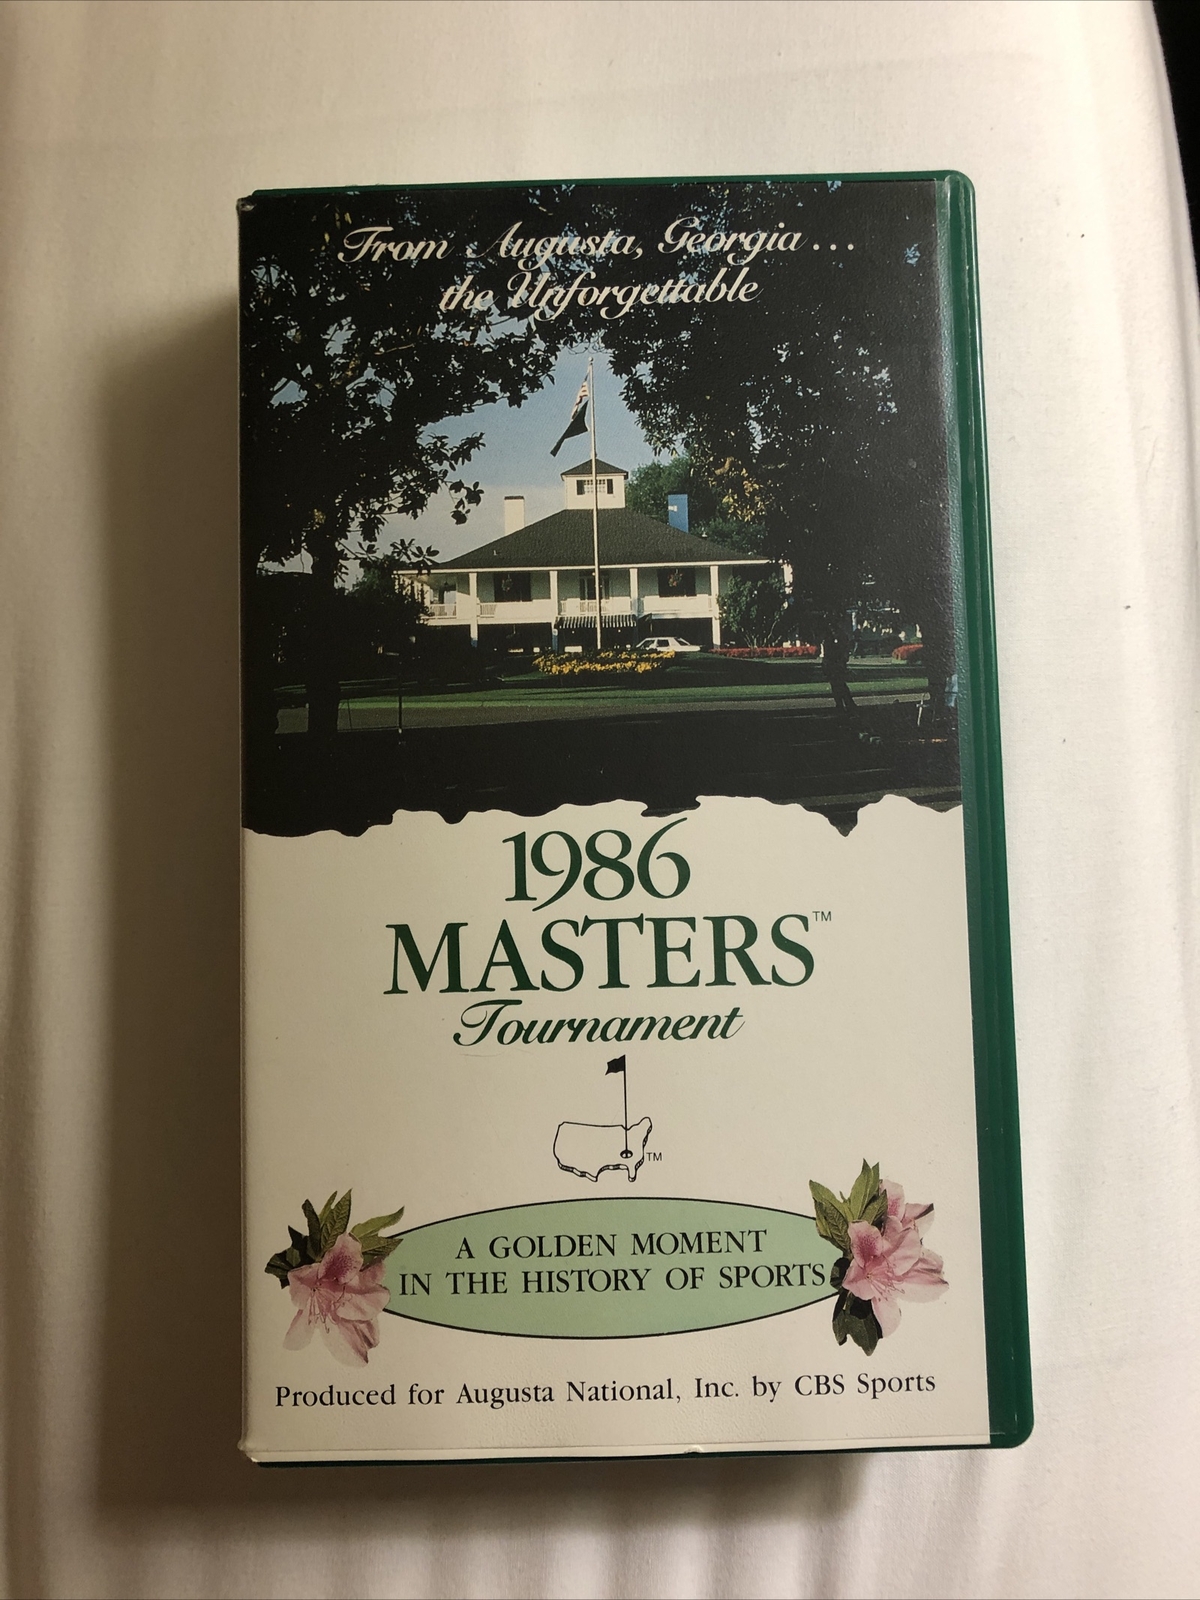 From Augusta, Georgia...
the Unforgettable
1986
MASTERS™
Tournament
TM
A GOLDEN MOMENT
IN THE HISTORY OF SPORTS
Produced for Augusta National, Inc. by CBS Sports